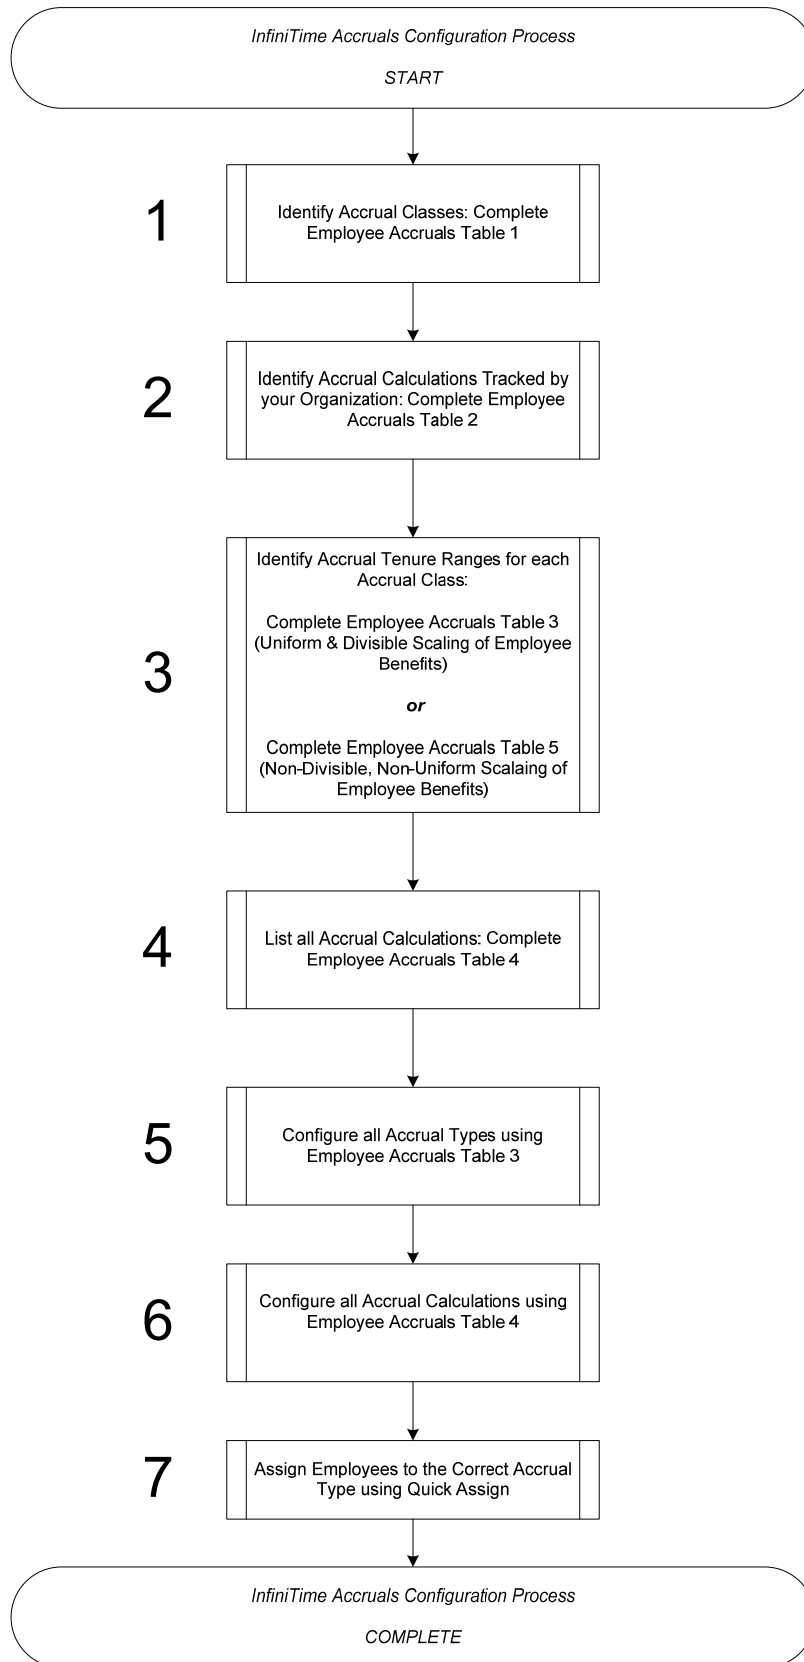 InfiniTime Accruals Configuration Process
START
1
Identify Accrual Classes: Complete
Employee Accruals Table 1
2
Identify Accrual Calculations Tracked by
your Organization: Complete Employee
Accruals Table 2
3
Identify Accrual Tenure Ranges for each
Accrual Class:
Complete Employee Accruals Table 3
(Uniform & Divisible Scaling of Employee
Benefits)
or
Complete Employee Accruals Table 5
(Non-Divisible, Non-Uniform Scalaing of
Employee Benefits)
4
List all Accrual Calculations: Complete
Employee Accruals Table 4
5
Configure all Accrual Types using
Employee Accruals Table 3
6
Configure all Accrual Calculations using
Employee Accruals Table 4
7
Assign Employees to the Correct Accrual
Type using Quick Assign
InfiniTime Accruals Configuration Process
COMPLETE